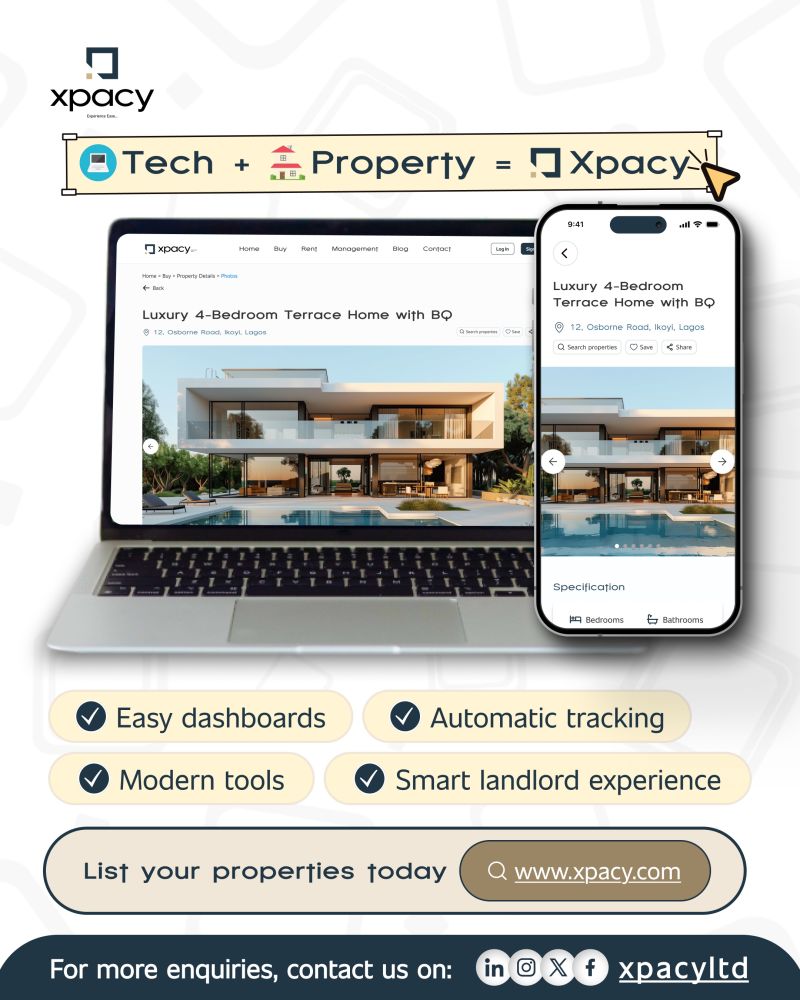 xpacy
Experience Ease..
Tech + Property = Xpacy
xpacy
Home Buy Rent Management Blog Contact
Log In
Home • Buy • Property Details • Photos
Back
Luxury 4-Bedroom Terrace Home with BQ
12, Osborne Road, Ikoyi, Lagos
Search properties Save
9:41
Luxury 4-Bedroom
Terrace Home with BQ
12, Osborne Road, Ikoyi, Lagos
Search properties Save Share
Specification
Bedrooms Bathrooms
Easy dashboards
Automatic tracking
Modern tools
Smart landlord experience
List your properties today
www.xpacy.com
For more enquiries, contact us on: xpacyltd